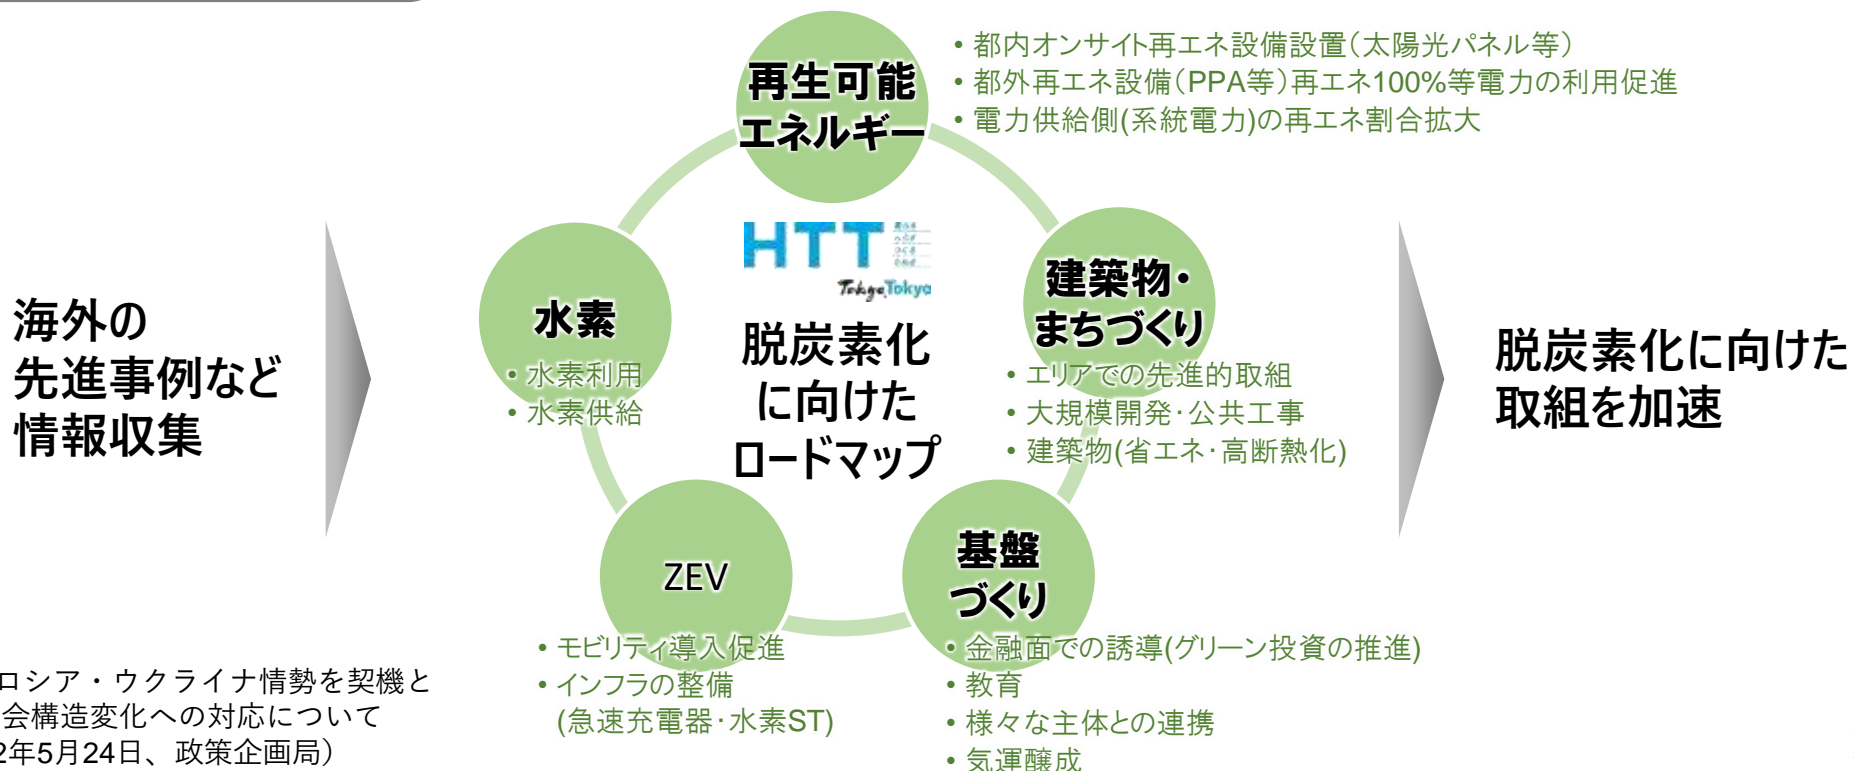 再生可能
エネルギー
• 都内オンサイト再エネ設備設置（太陽光パネル等）
• 都外再エネ設備（PPA等）再エネ100%等電力の利用促進
• 電力供給側(系統電力)の再エネ割合拡大
海外の
先進事例など
情報収集
水素
• 水素利用
• 水素供給
HTT
Tokyo Tokyo
脱炭素化
に向けた
ロードマップ
建築物・
まちづくり
• エリアでの先進的取組
• 大規模開発・公共工事
• 建築物(省エネ・高断熱化)
脱炭素化に向けた
取組を加速
ZEV
• モビリティ導入促進
• インフラの整備
(急速充電器・水素ST)
基盤
づくり
• 金融面での誘導(グリーン投資の推進)
• 教育
• 様々な主体との連携
• 気運醸成
ロシア・ウクライナ情勢を契機と
会構造変化への対応について
2年5月24日、政策企画局）